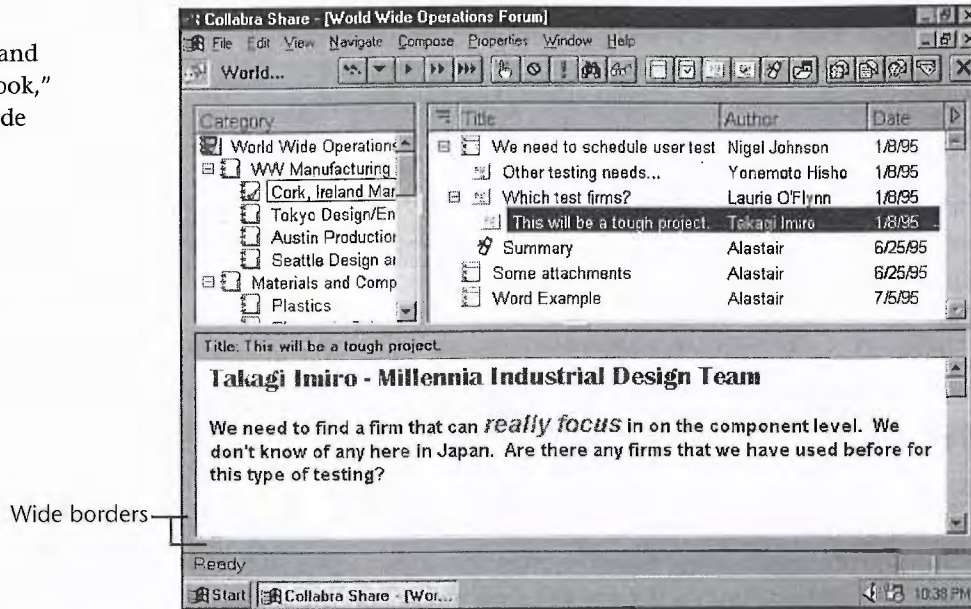 and
ook,"
de
Collabra Share - [World Wide Operations Forum]
File Edit View Navigate Compose Properties Window Help
World...
Category
World Wide Operations
WW Manufacturing
Cork, Ireland Mar
Tokyo Design/En
Austin Production
Seattle Design ar
Materials and Comp
Plastics
Title Author Date
We need to schedule user test Nigel Johnson 1/8/95
Other testing needs... Yonemoto Hisho 1/8/95
Which test firms? Laurie O'Flynn 1/8/95
This will be a tough project. Takagi Imiro 1/8/95
Summary Alastair 6/25/95
Some attachments Alastair 6/25/95
Word Example Alastair 7/5/95
Title: This will be a tough project.
Takagi Imiro - Millennia Industrial Design Team
We need to find a firm that can really focus in on the component level. We
don't know of any here in Japan. Are there any firms that we have used before for
this type of testing?
Wide borders
Ready
Start Collabra Share - [Wor... 10:38 PM